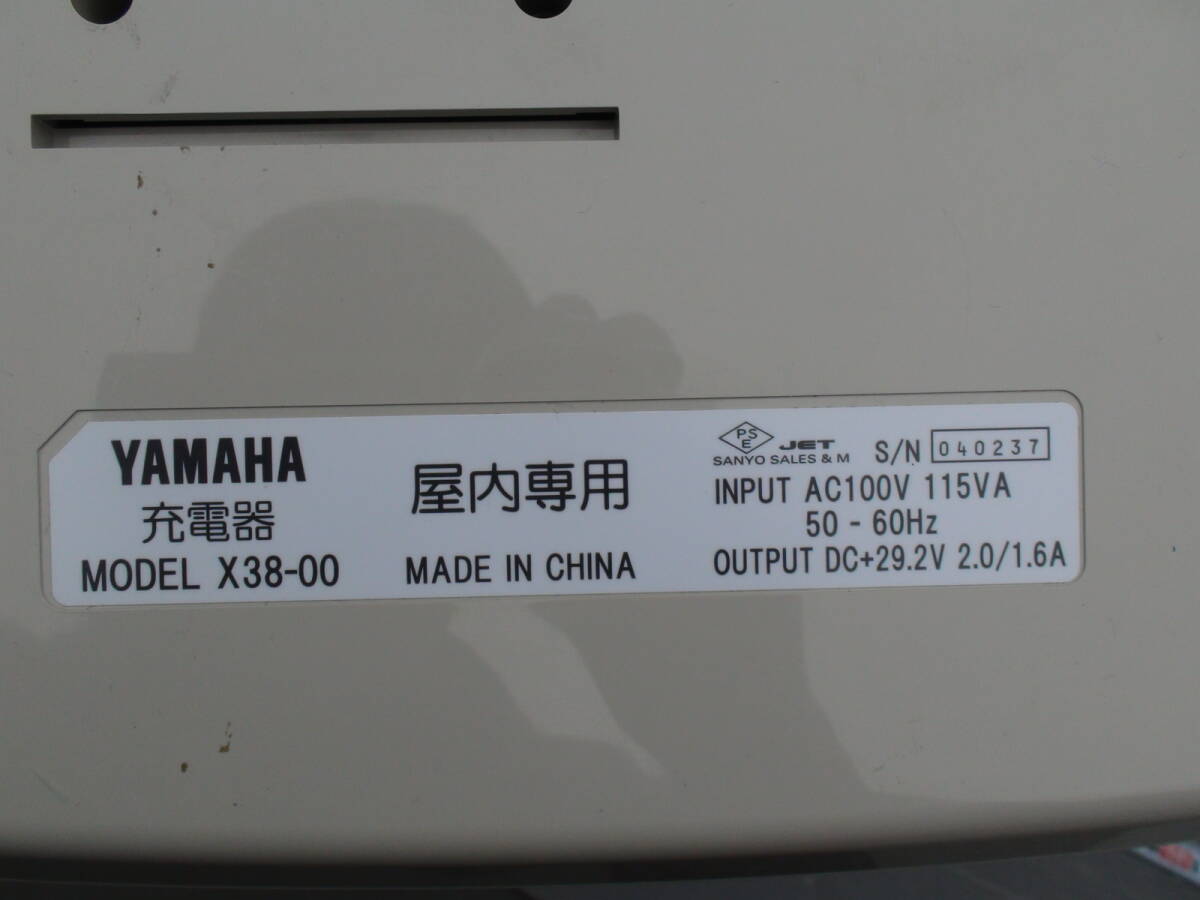 YAMAHA
充電器
MODEL X38-00
屋内専用
MADE IN CHINA
PS
E
JET
SANYO SALES & M
S/N 040237
INPUT AC100V 115VA
50 - 60Hz
OUTPUT DC+29.2V 2.0/1.6A